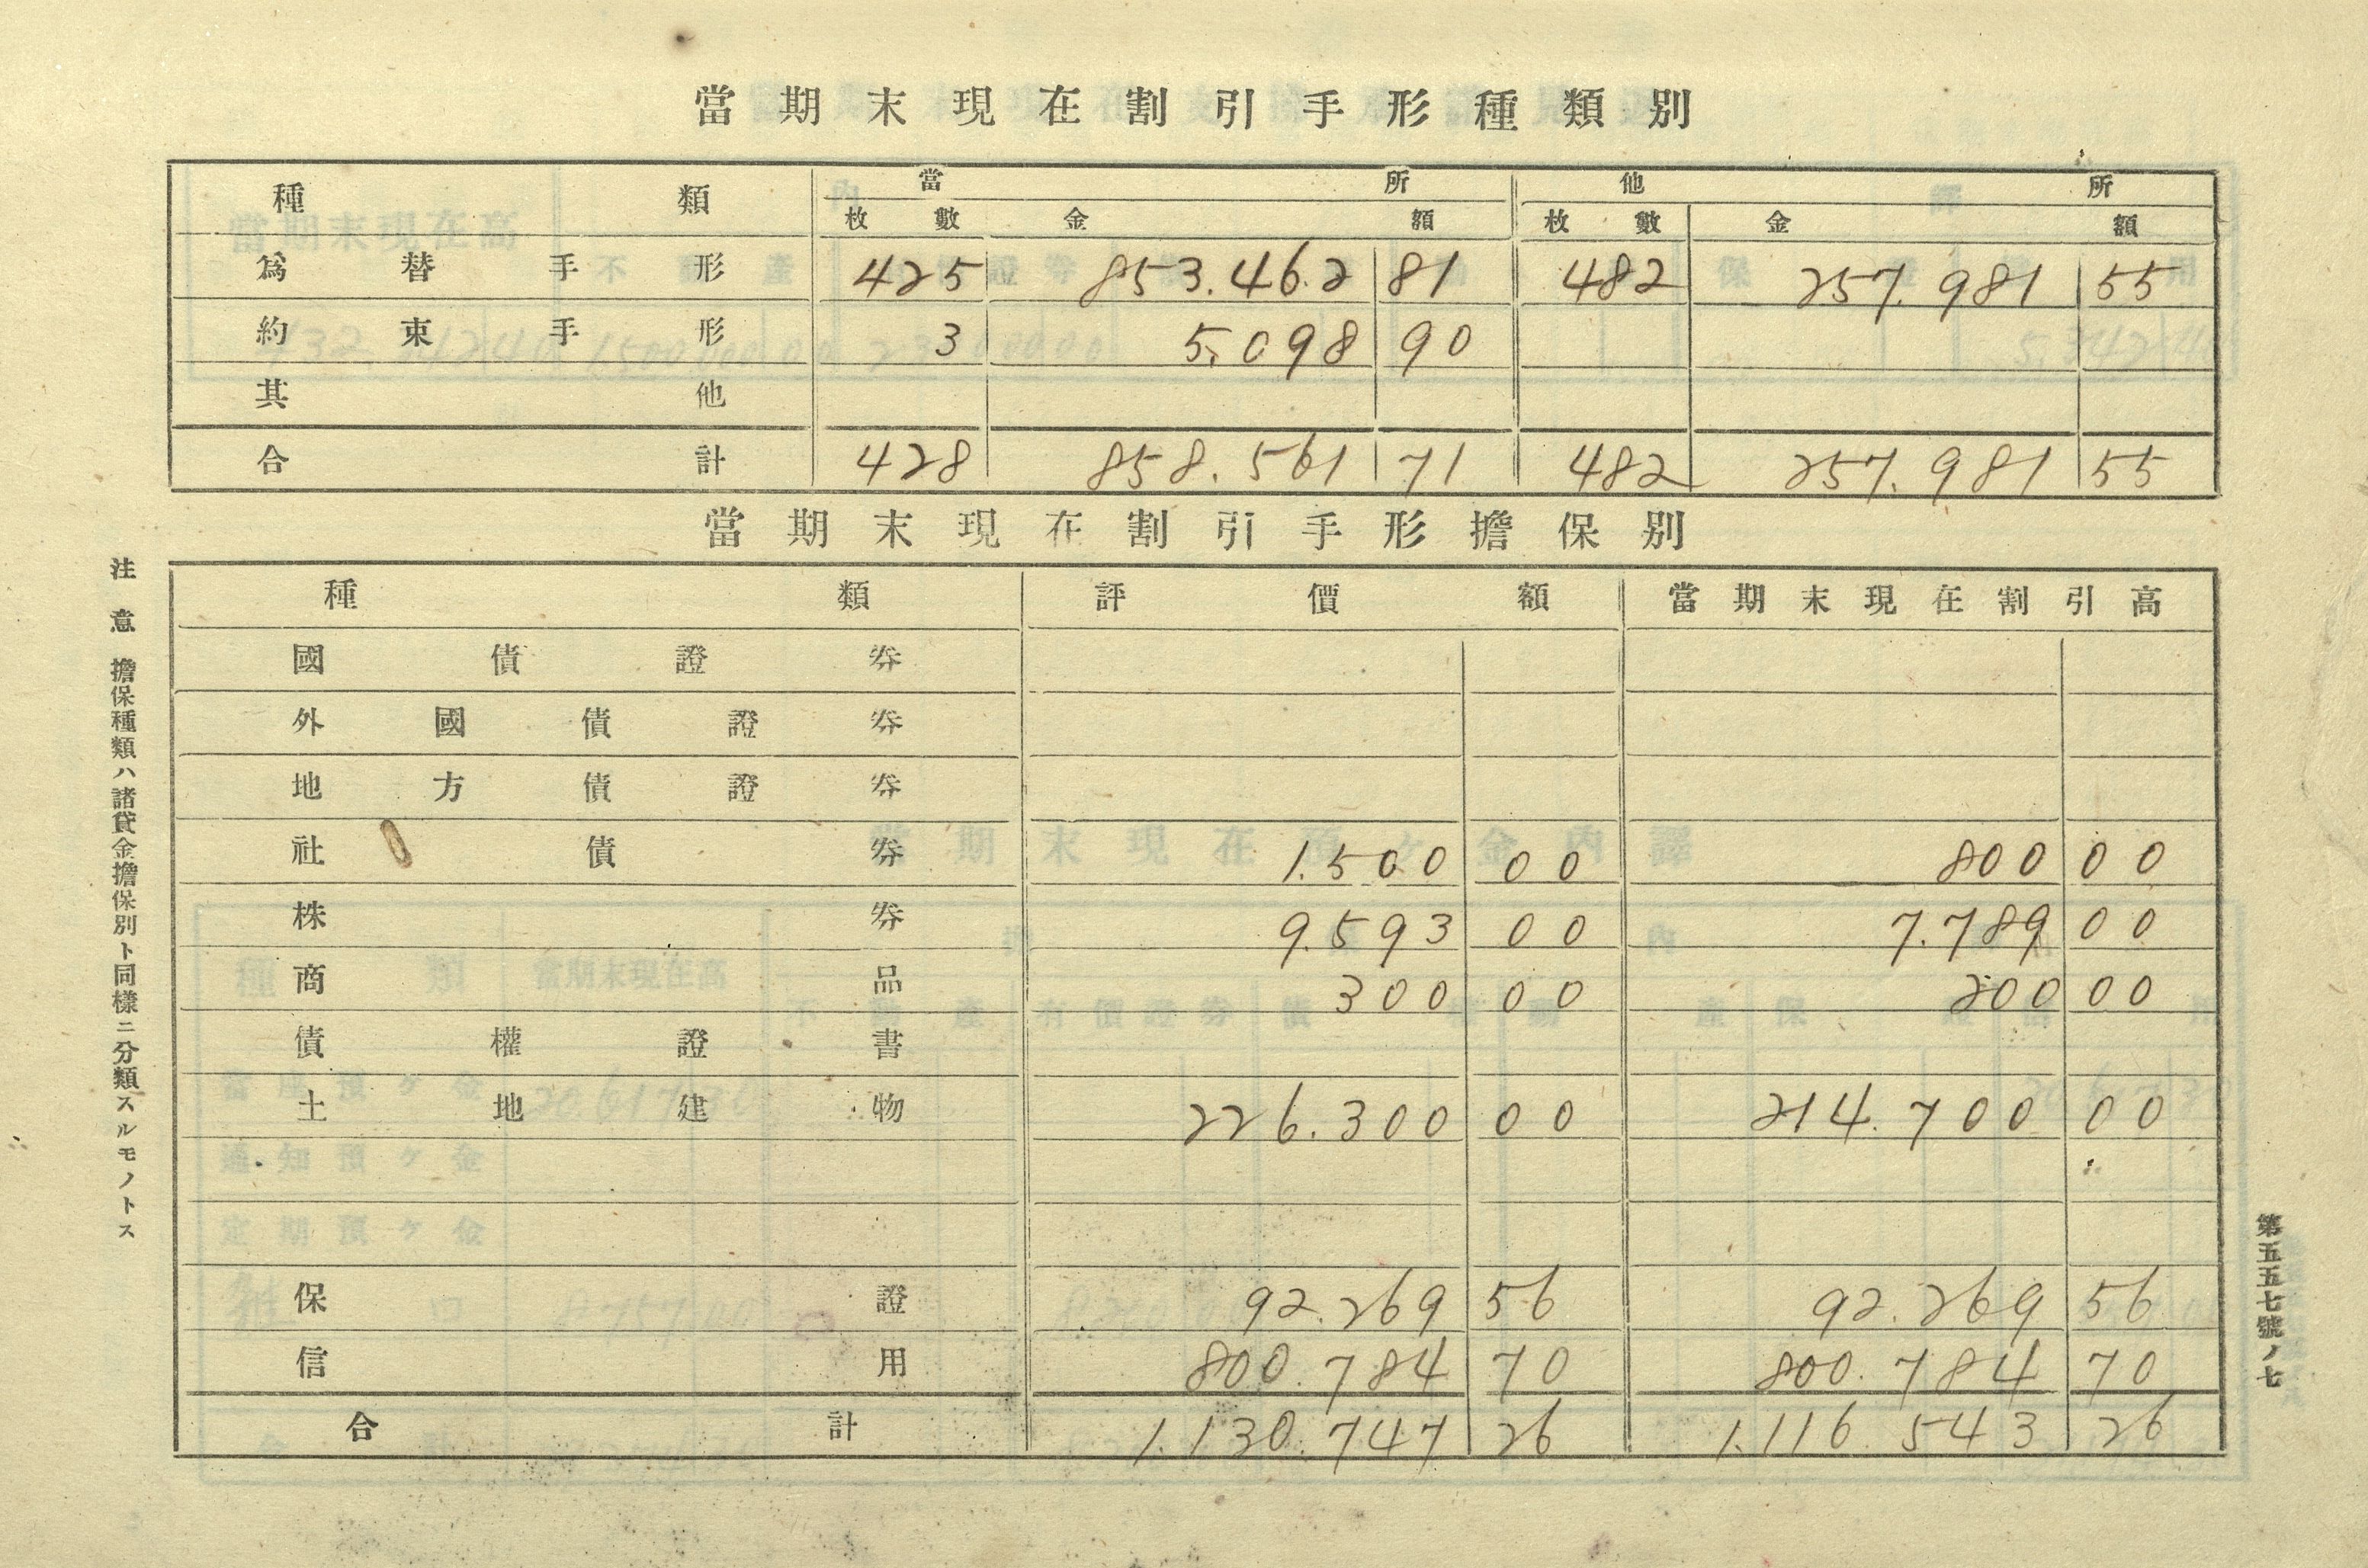 當期末現在割引手形種類別
種類 當所 他所
枚數 金額 枚數 金額
爲替手形 425 853.462 81 482 257.981 55
約束手形 3 5.098 90
其他
合計 428 858.561 71 482 257.981 55
當期末現在割引手形擔保別
種類 評價額 當期末現在割引高
國債證券
外國債證券
地方債證券
社債券 1.500 00 800 00
株券 9.593 00 7.789 00
商品 300 00 200 00
債權證書
土地建物 226.300 00 214.700 00
保證 92.269 56 92.269 56
信用 800.784 70 800.784 70
合計 1.130.747 26 1.116.543 26
注意 擔保種類ハ諸貸金擔保別ト同樣ニ分類スルモノトス
第五五七號ノ七